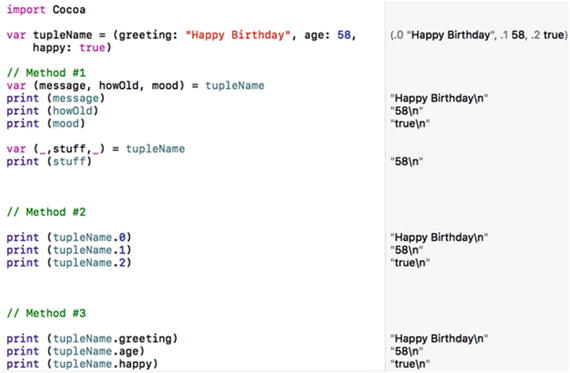 import Cocoa
var tupleName = (greeting: "Happy Birthday", age: 58, (.0 "Happy Birthday", .1 58, .2 true)
happy: true)
// Method #1
var (message, howOld, mood) = tupleName
print (message) "Happy Birthday\n"
print (howOld) "58\n"
print (mood) "true\n"
var (_,stuff,_) = tupleName
print (stuff) "58\n"
// Method #2
print (tupleName.0) "Happy Birthday\n"
print (tupleName.1) "58\n"
print (tupleName.2) "true\n"
// Method #3
print (tupleName.greeting) "Happy Birthday\n"
print (tupleName.age) "58\n"
print (tupleName.happy) "true\n"